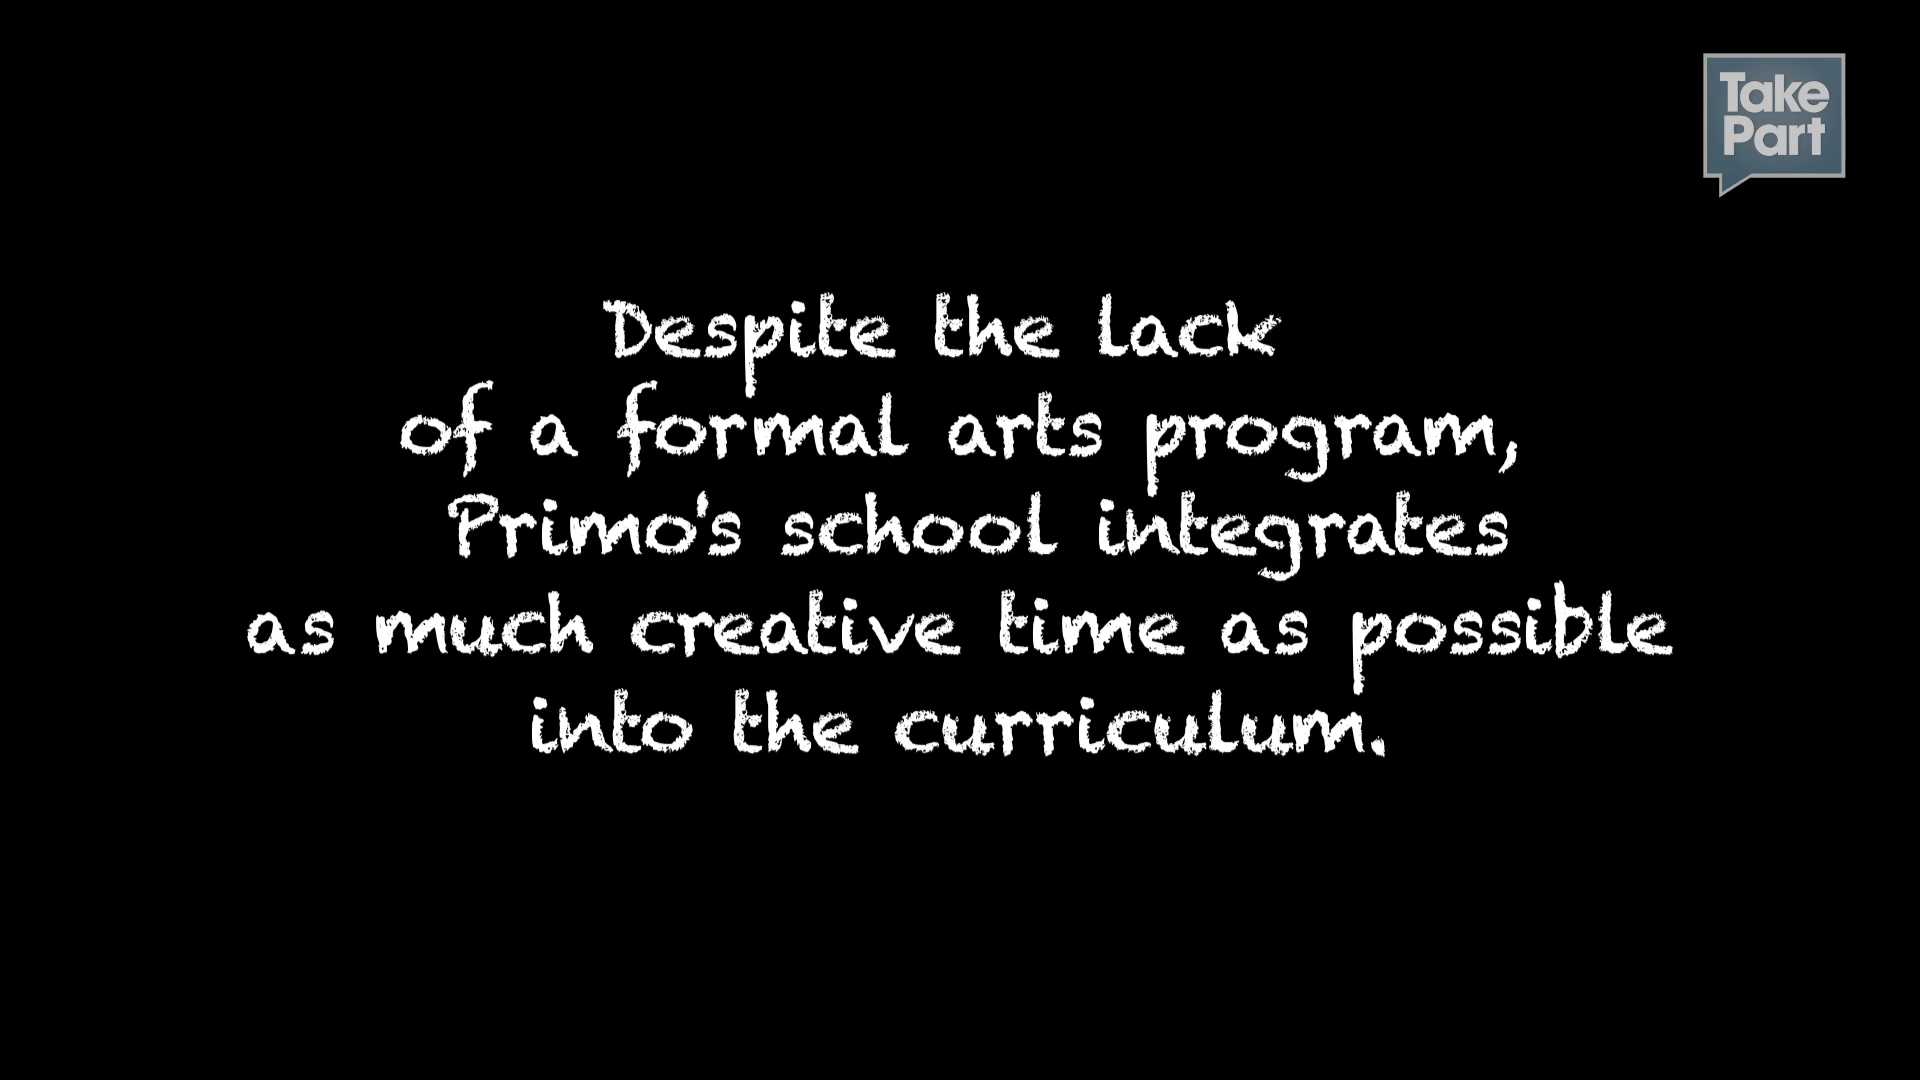 Take
Part
Despite the lack
of a formal arts program,
Primo's school integrates
as much creative time as possible
into the curriculum.